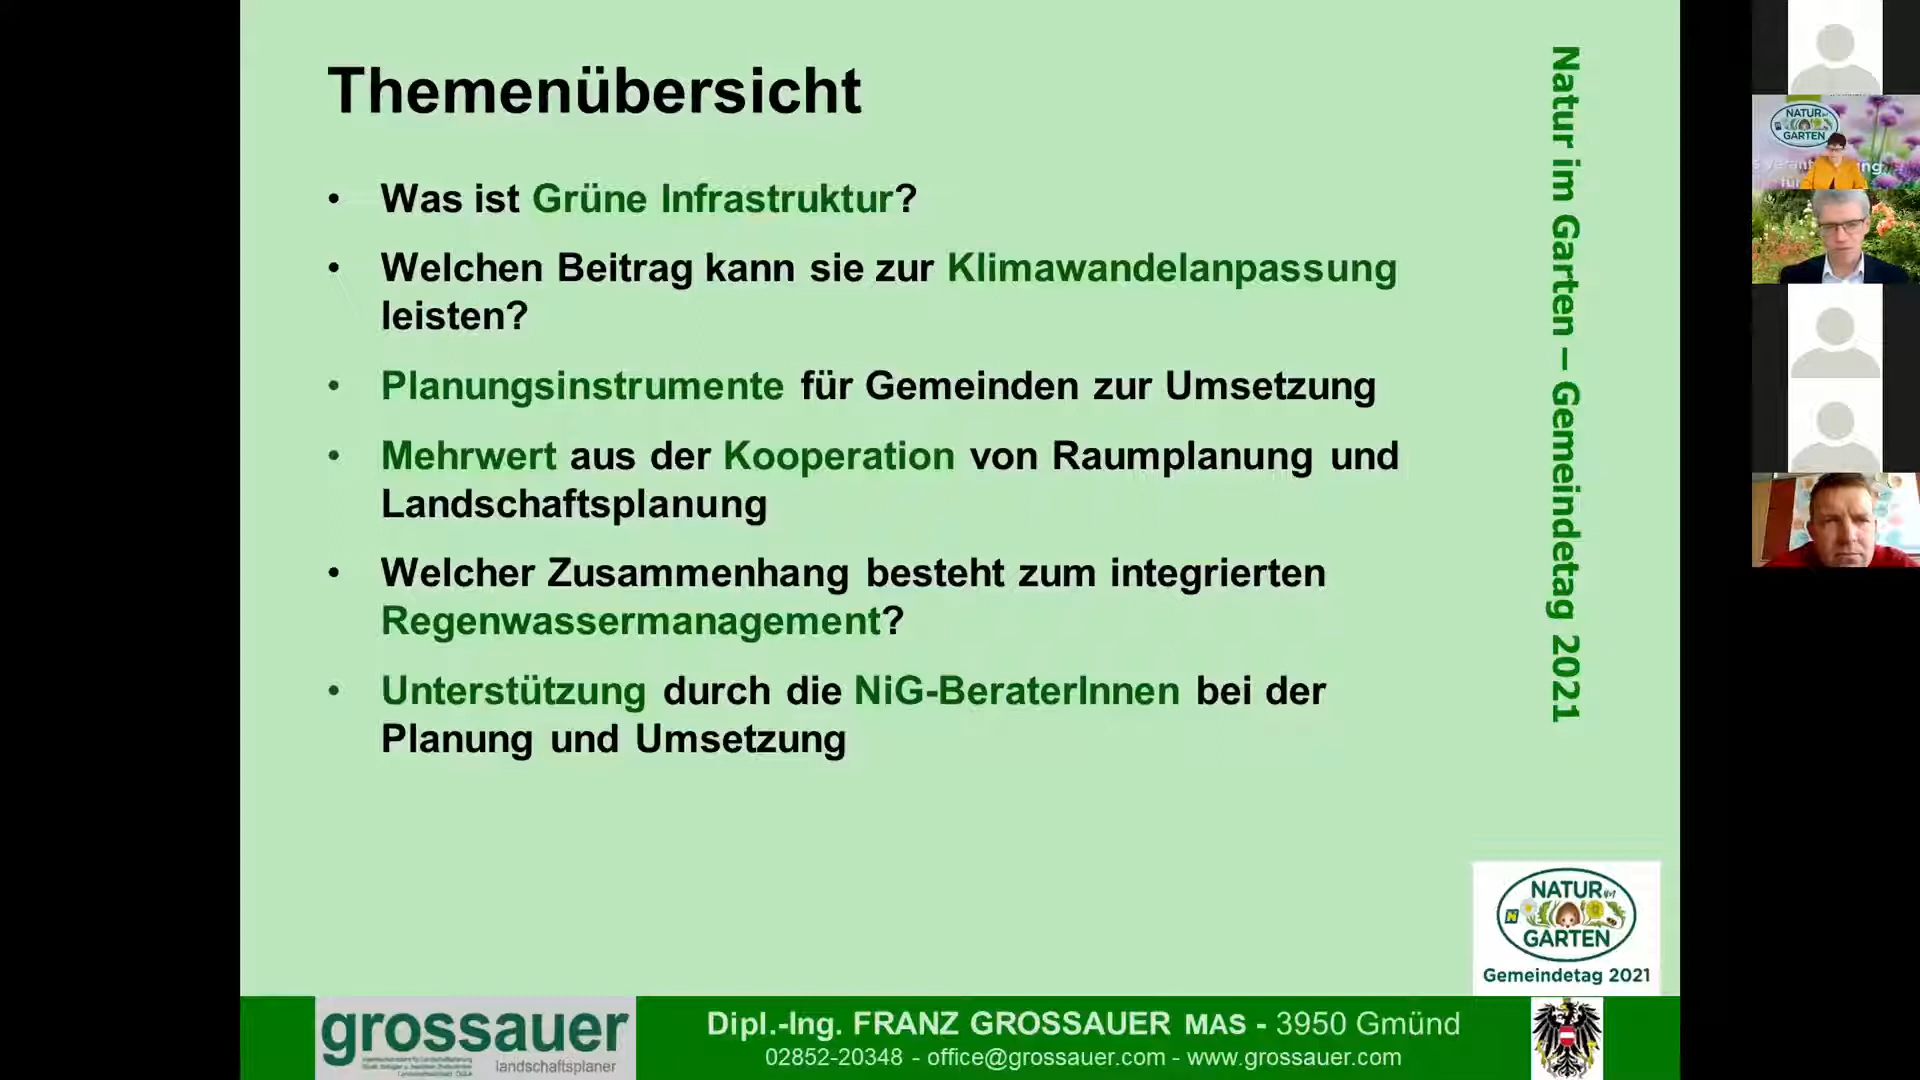 Themenübersicht
• Was ist Grüne Infrastruktur?
• Welchen Beitrag kann sie zur Klimawandelanpassung
leisten?
• Planungsinstrumente für Gemeinden zur Umsetzung
• Mehrwert aus der Kooperation von Raumplanung und
Landschaftsplanung
• Welcher Zusammenhang besteht zum integrierten
Regenwassermanagement?
• Unterstützung durch die NiG-BeraterInnen bei der
Planung und Umsetzung
Natur im Garten – Gemeindetag 2021
NATUR im
N
GARTEN
Gemeindetag 2021
grossauer
landschaftsplaner
Dipl.-Ing. FRANZ GROSSAUER MAS - 3950 Gmünd
02852-20348 - office@grossauer.com - www.grossauer.com
NATUR im
GARTEN